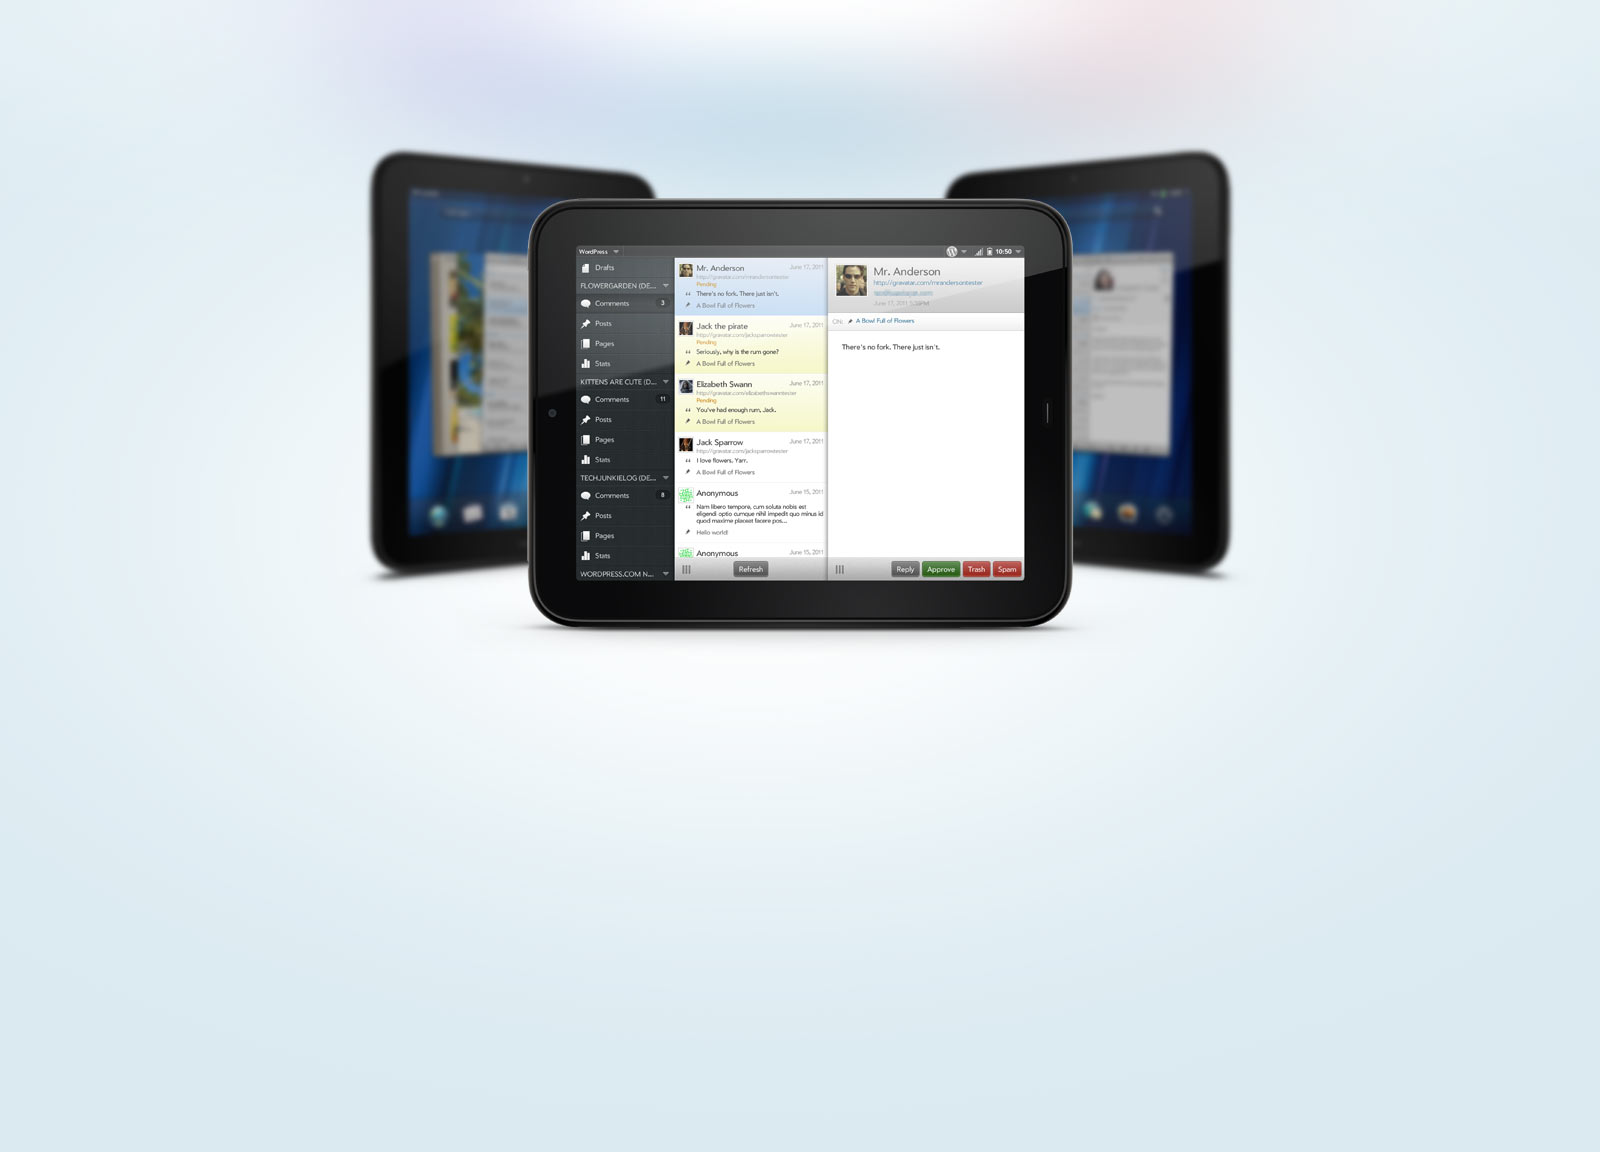 WordPress
10:50
Drafts
FLOWERGARDEN (DE...
Comments 3
Posts
Pages
Stats
KITTENS ARE CUTE (D...
Comments 11
Posts
Pages
Stats
TECHJUNKIELOG (DE...
Comments 8
Posts
Pages
Stats
WORDPRESS.COM N...
Mr. Anderson June 17, 2011
http://gravatar.com/mrandersontester
Pending
There's no fork. There just isn't.
A Bowl Full of Flowers
Jack the pirate June 17, 2011
http://gravatar.com/jacksparrowtester
Pending
Seriously, why is the rum gone?
A Bowl Full of Flowers
Elizabeth Swann June 17, 2011
http://gravatar.com/elizabethswanntester
Pending
You've had enough rum, Jack.
A Bowl Full of Flowers
Jack Sparrow June 17, 2011
http://gravatar.com/jacksparrowtester
I love flowers. Yarr.
A Bowl Full of Flowers
Anonymous June 15, 2011
Nam libero tempore, cum soluta nobis est
eligendi optio cumque nihil impedit quo minus id
quod maxime placeat facere pos...
Hello world!
Anonymous June 15, 2011
Refresh
Mr. Anderson
http://gravatar.com/mrandersontester
June 17, 2011
ON: A Bowl Full of Flowers
There's no fork. There just isn't.
Reply Approve Trash Spam